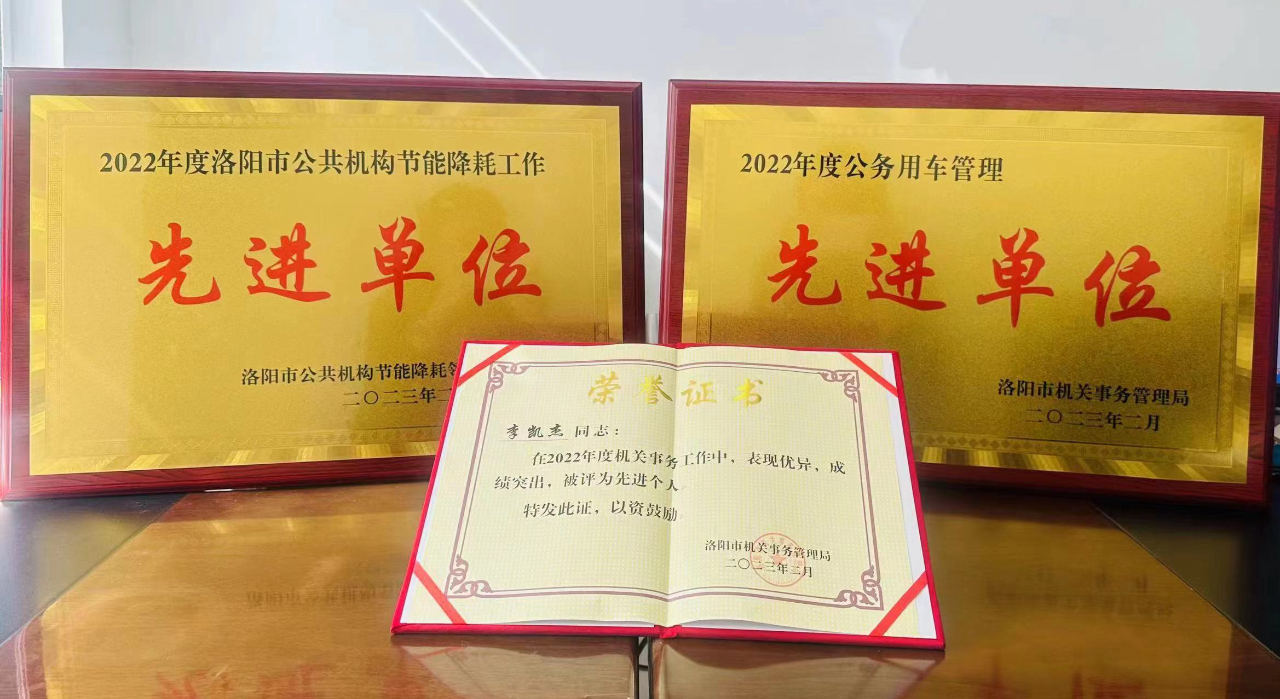 2022年度洛阳市公共机构节能降耗工作
先进单位
洛阳市公共机构节能降耗
二〇二三年二
2022年度公务用车管理
先进单位
洛阳市机关事务管理局
二〇二三年二月
荣誉证书
李凯杰 同志：
在2022年度机关事务工作中，表现优异，成
绩突出，被评为先进个人
特发此证，以资鼓励
洛阳市机关事务管理局
二〇二三年二月